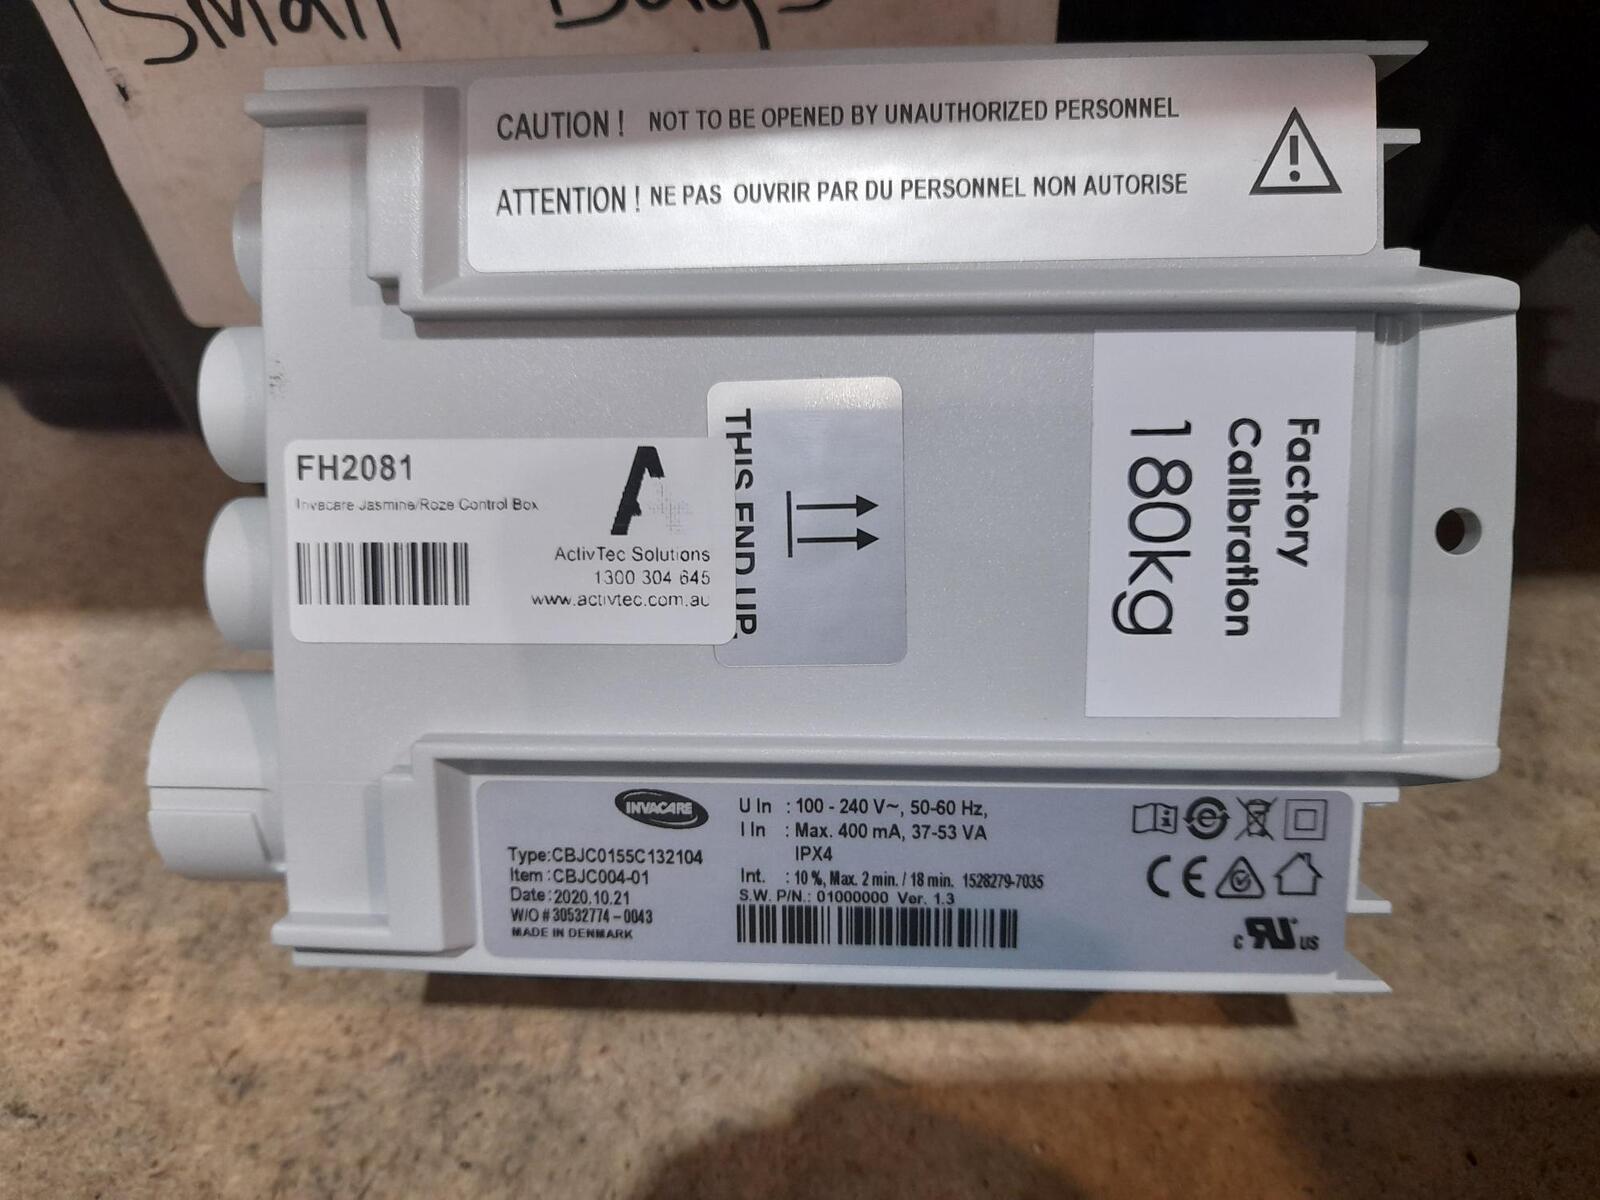 Small Bags
CAUTION ! NOT TO BE OPENED BY UNAUTHORIZED PERSONNEL
ATTENTION ! NE PAS OUVRIR PAR DU PERSONNEL NON AUTORISE
FH2081
Invacare Jasmine/Roze Control Box
ActivTec Solutions
1300 304 645
www.activtec.com.au
THIS END UP.
Factory
Calibration
180kg
INVACARE
Type:CBJC0155C132104
Item :CBJC004-01
Date :2020.10.21
W/O # 30532774 - 0043
MADE IN DENMARK
U In : 100 - 240 V~, 50-60 Hz,
I In : Max. 400 mA, 37-53 VA
IPX4
Int. : 10 %, Max. 2 min. / 18 min. 1528279-7035
S.W. P/N.: 01000000 Ver. 1.3
CE
c RU us